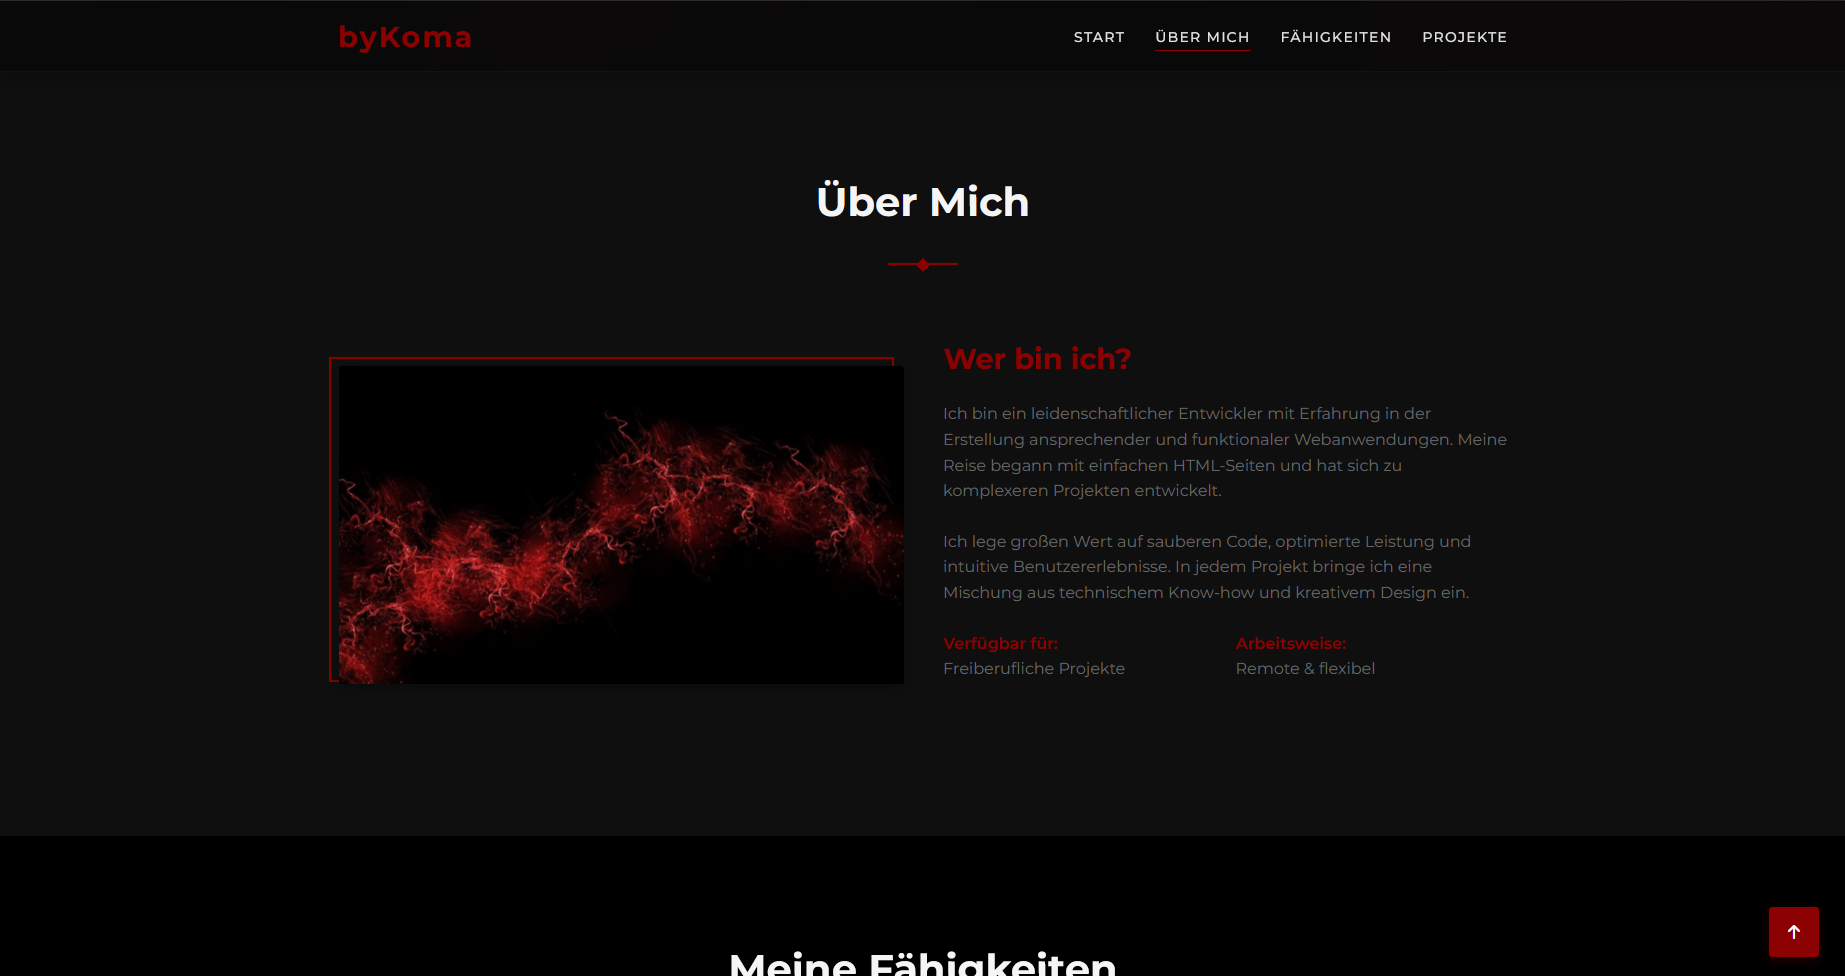 byKoma
START
ÜBER MICH
FÄHIGKEITEN
PROJEKTE
Über Mich
Wer bin ich?
Ich bin ein leidenschaftlicher Entwickler mit Erfahrung in der
Erstellung ansprechender und funktionaler Webanwendungen. Meine
Reise begann mit einfachen HTML-Seiten und hat sich zu
komplexeren Projekten entwickelt.
Ich lege großen Wert auf sauberen Code, optimierte Leistung und
intuitive Benutzererlebnisse. In jedem Projekt bringe ich eine
Mischung aus technischem Know-how und kreativem Design ein.
Verfügbar für:
Freiberufliche Projekte
Arbeitsweise:
Remote & flexibel
Meine Fähigkeiten